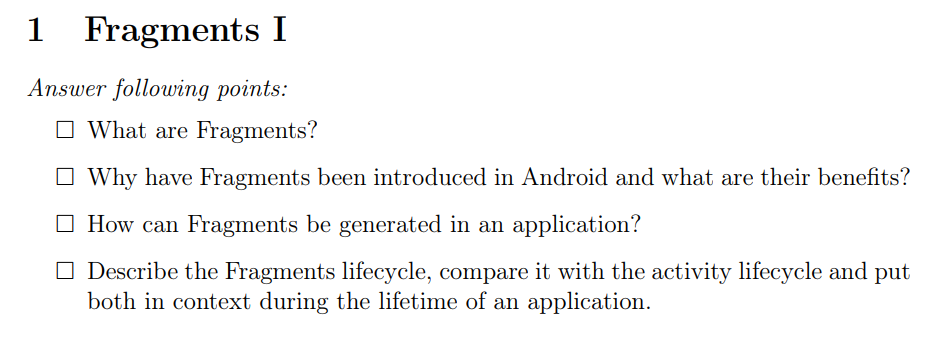 1 Fragments I
Answer following points:
☐ What are Fragments?
☐ Why have Fragments been introduced in Android and what are their benefits?
☐ How can Fragments be generated in an application?
☐ Describe the Fragments lifecycle, compare it with the activity lifecycle and put
both in context during the lifetime of an application.